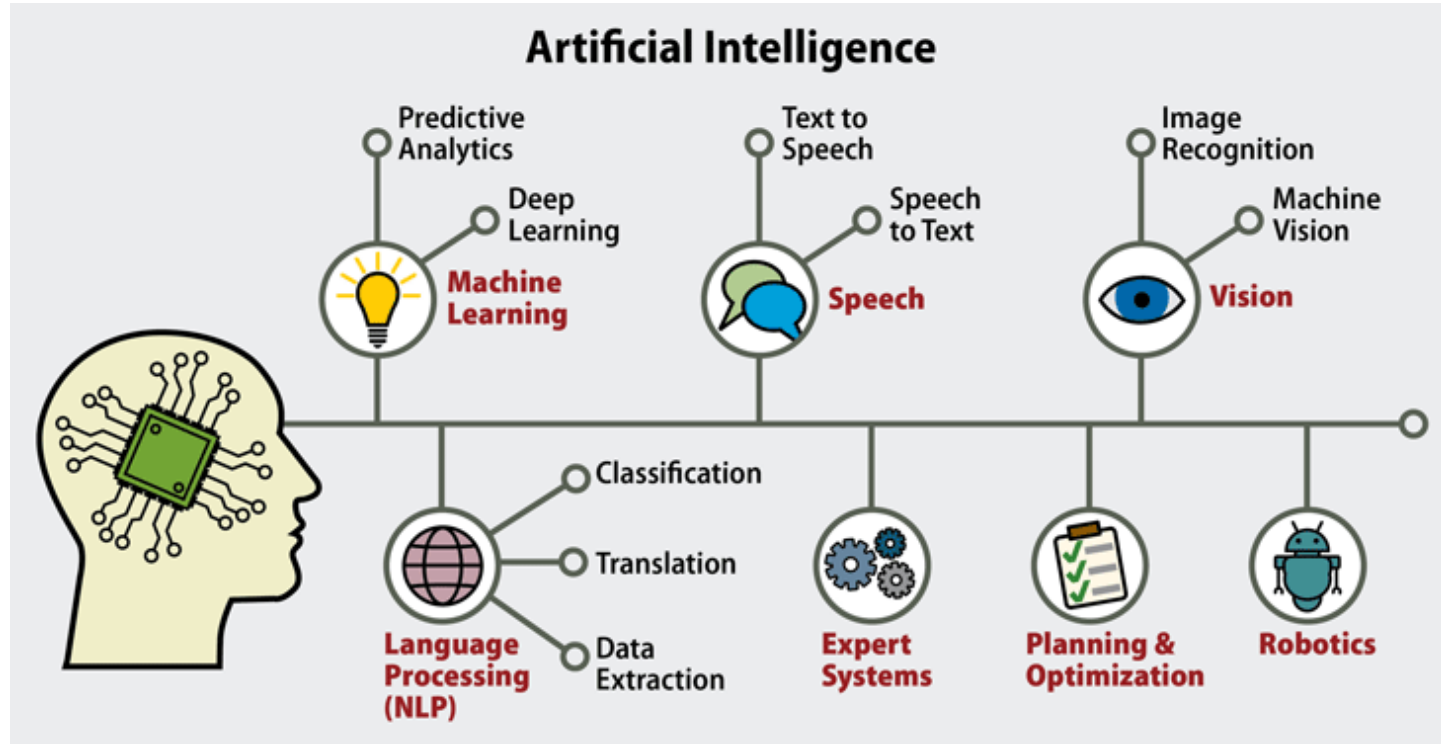 Artificial Intelligence
Predictive
Analytics
Deep
Learning
Machine
Learning
Text to
Speech
Speech
to Text
Speech
Image
Recognition
Machine
Vision
Vision
Classification
Translation
Data
Extraction
Language
Processing
(NLP)
Expert
Systems
Planning &
Optimization
Robotics